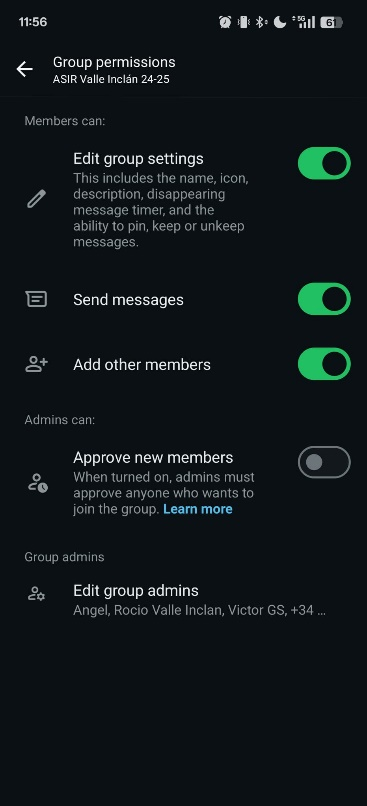 11:56
5G
61
Group permissions
ASIR Valle Inclán 24-25
Members can:
Edit group settings
This includes the name, icon,
description, disappearing
message timer, and the
ability to pin, keep or unkeep
messages.
Send messages
Add other members
Admins can:
Approve new members
When turned on, admins must
approve anyone who wants to
join the group. Learn more
Group admins
Edit group admins
Angel, Rocio Valle Inclan, Victor GS, +34 ...